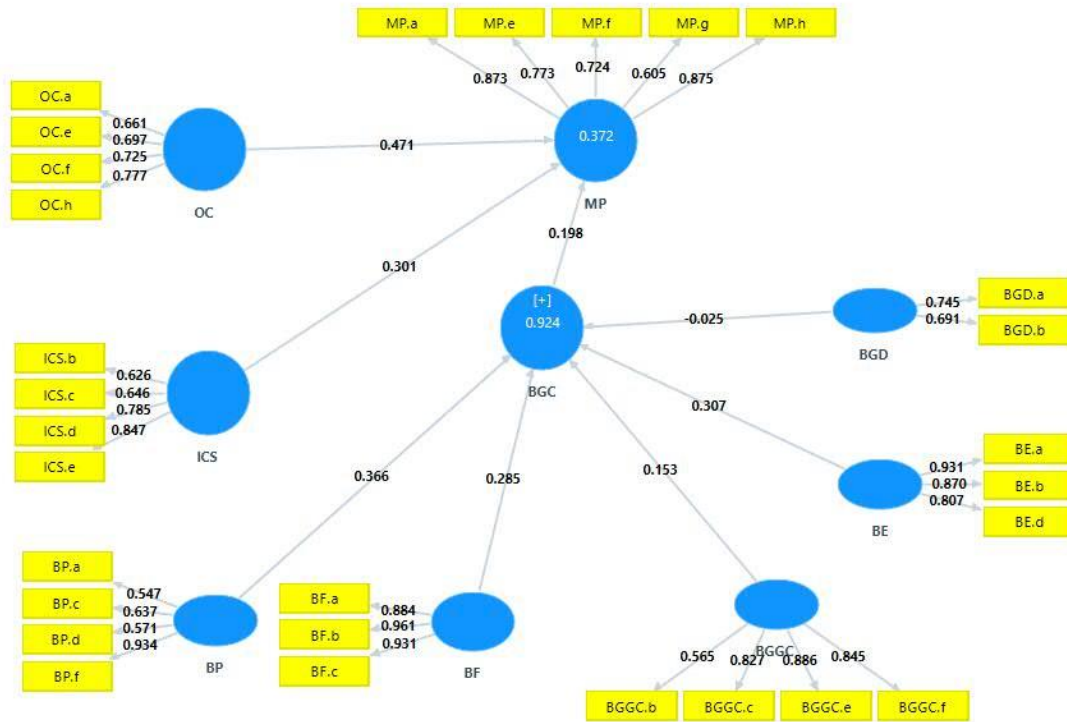 MP.a MP.e MP.f MP.g MP.h
0.873 0.773 0.724 0.605 0.875
OC.a
OC.e
OC.f
OC.h
0.661
0.697
0.725
0.777
OC
0.471
0.372
MP
0.301
0.198
[+]
0.924
BGC
-0.025
BGD
0.745
0.691
BGD.a
BGD.b
ICS.b
ICS.c
ICS.d
ICS.e
0.626
0.646
0.785
0.847
ICS
0.366
0.285
0.153
0.307
BE
0.931
0.870
0.807
BE.a
BE.b
BE.d
BP.a
BP.c
BP.d
BP.f
0.547
0.637
0.571
0.934
BP
BF.a
BF.b
BF.c
0.884
0.961
0.931
BF
BGGC
0.565 0.827 0.886 0.845
BGGC.b BGGC.c BGGC.e BGGC.f